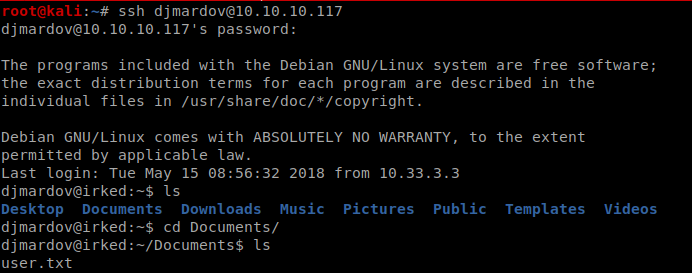 root@kali:~# ssh djmardov@10.10.10.117
djmardov@10.10.10.117's password:
The programs included with the Debian GNU/Linux system are free software;
the exact distribution terms for each program are described in the
individual files in /usr/share/doc/*/copyright.
Debian GNU/Linux comes with ABSOLUTELY NO WARRANTY, to the extent
permitted by applicable law.
Last login: Tue May 15 08:56:32 2018 from 10.33.3.3
djmardov@irked:~$ ls
Desktop  Documents  Downloads  Music  Pictures  Public  Templates  Videos
djmardov@irked:~$ cd Documents/
djmardov@irked:~/Documents$ ls
user.txt